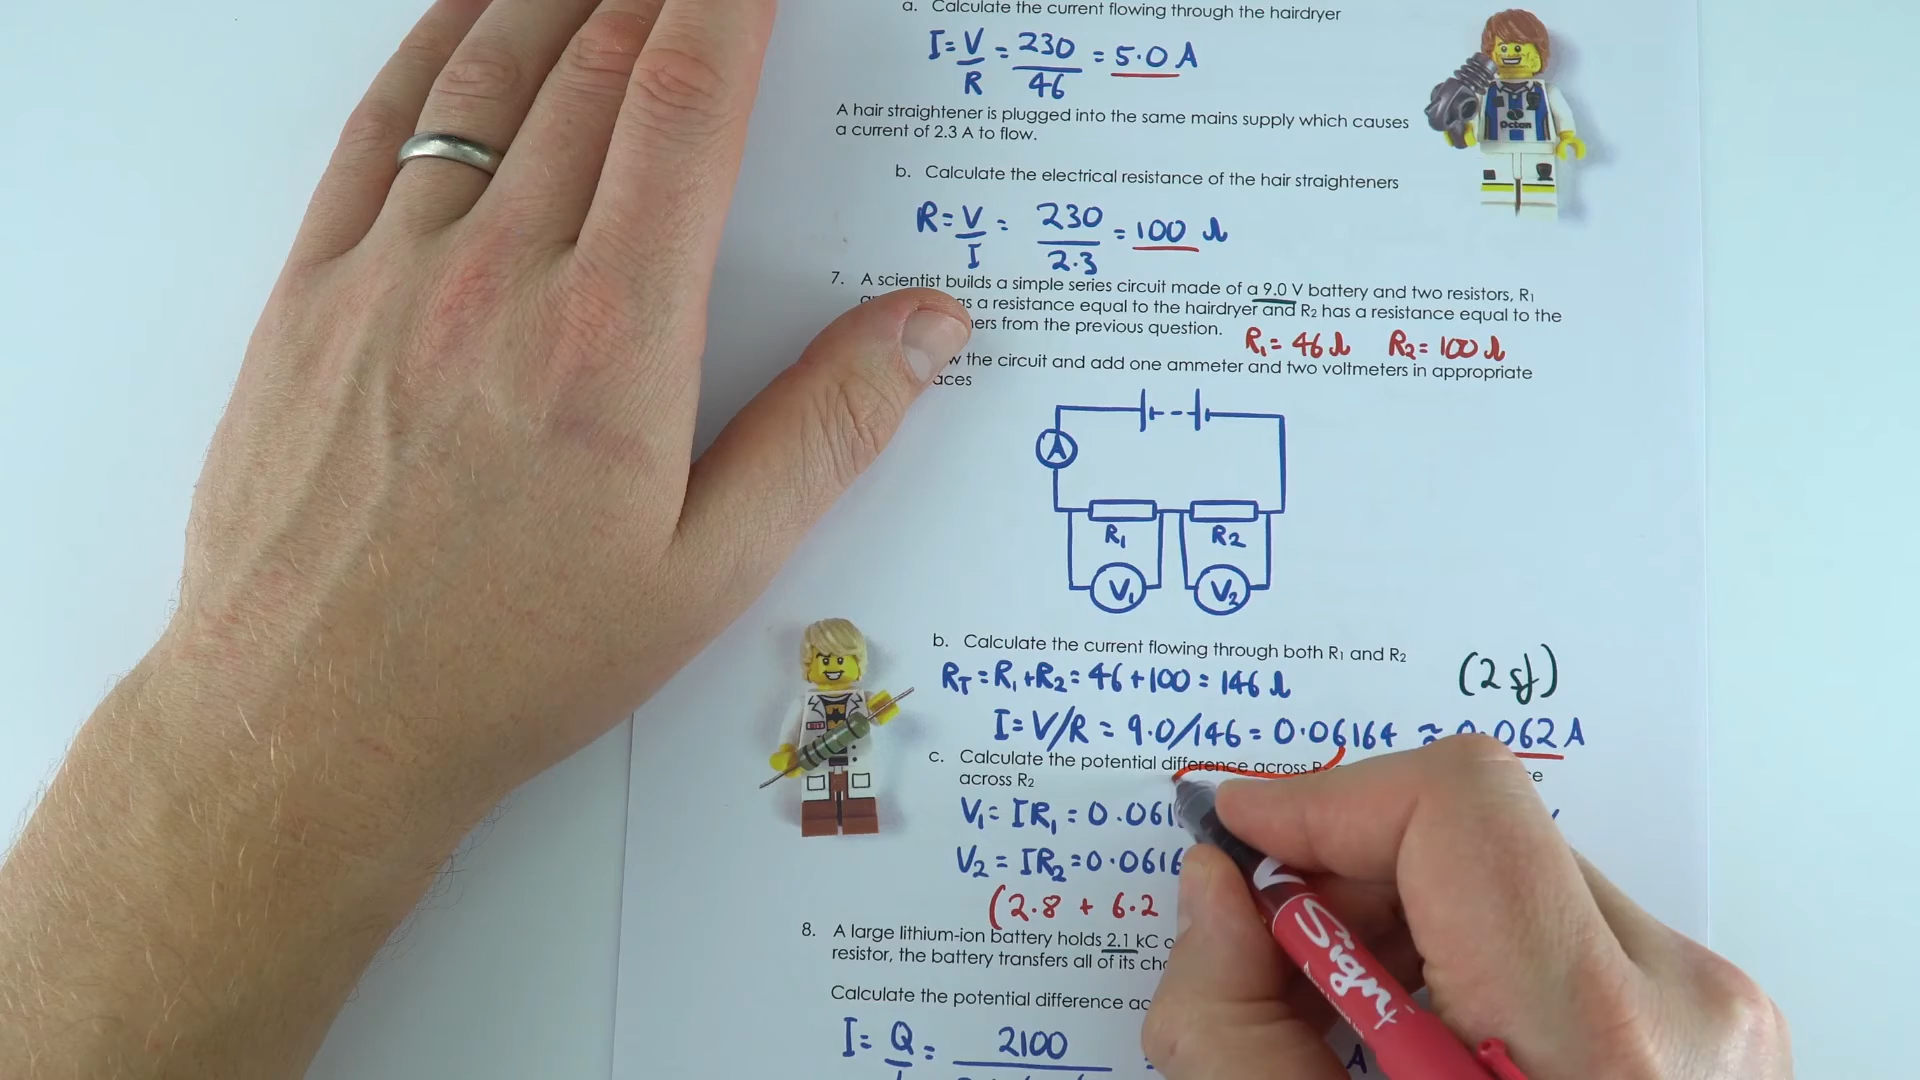 a. Calculate the current flowing through the hairdryer
I = V/R = 230/46 = 5.0 A
Octan
A hair straightener is plugged into the same mains supply which causes
a current of 2.3 A to flow.
b. Calculate the electrical resistance of the hair straighteners
R = V/I = 230/2.3 = 100 Ω
7. A scientist builds a simple series circuit made of a 9.0 V battery and two resistors, R1
as a resistance equal to the hairdryer and R2 has a resistance equal to the
from the previous question. R1 = 46 Ω R2 = 100 Ω
the circuit and add one ammeter and two voltmeters in appropriate
A
R1 R2
V1 V2
b. Calculate the current flowing through both R1 and R2
(2 sf)
RT = R1 + R2 = 46 + 100 = 146 Ω
I = V/R = 9.0/146 = 0.06164 ≈ 0.062 A
c. Calculate the potential difference across
across R2
V1 = IR1 = 0.061
V2 = IR2 = 0.0616
(2.8 + 6.2
8. A large lithium-ion battery holds 2.1 kC
resistor, the battery transfers all of its
Calculate the potential difference
I = Q = 2100
A
Sign